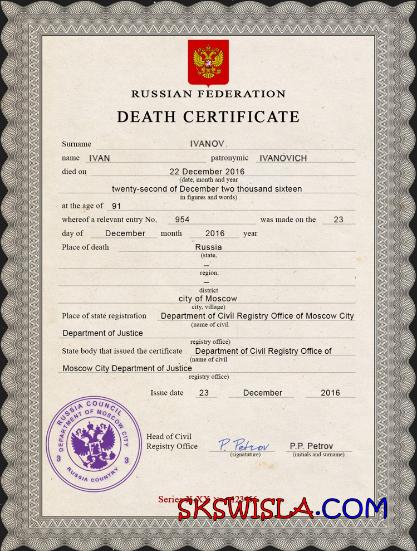 RUSSIAN FEDERATION
DEATH CERTIFICATE
Surname IVANOV
name IVAN patronymic IVANOVICH
died on 22 December 2016
(date, month and year
twenty-second of December two thousand sixteen
in figures and words)
at the age of 91
whereof a relevant entry No. 954 was made on the 23
day of December month 2016 year
Place of death Russia
(state,
—
region,
—
district
city of Moscow
city, village)
Place of state registration Department of Civil Registry Office of Moscow City
(name of civil
Department of Justice
registry office)
State body that issued the certificate Department of Civil Registry Office of
(name of civil
Moscow City Department of Justice
registry office)
Issue date 23 December 2016
RUSSIA COUNCIL
DEPARTMENT OF MOSCOW CITY
3 3
RUSSIA COUNTRY
Head of Civil
Registry Office P. Petrov P.P. Petrov
(signature) (initials and surname)
Series
SKSWISLA.COM